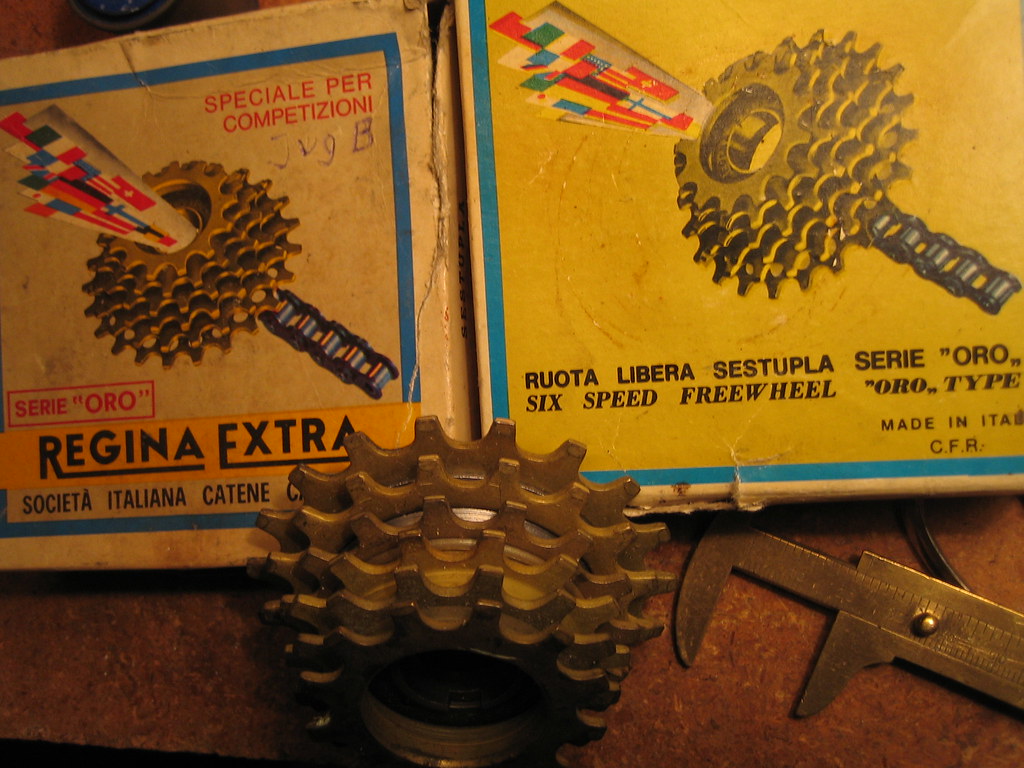 SPECIALE PER
COMPETIZIONI
Jug B
SERIE "ORO"
REGINA EXTRA
SOCIETÀ ITALIANA CATENE
RUOTA LIBERA SESTUPLA SERIE "ORO„
SIX SPEED FREEWHEEL "ORO„ TYPE
MADE IN ITA
C.F.R.